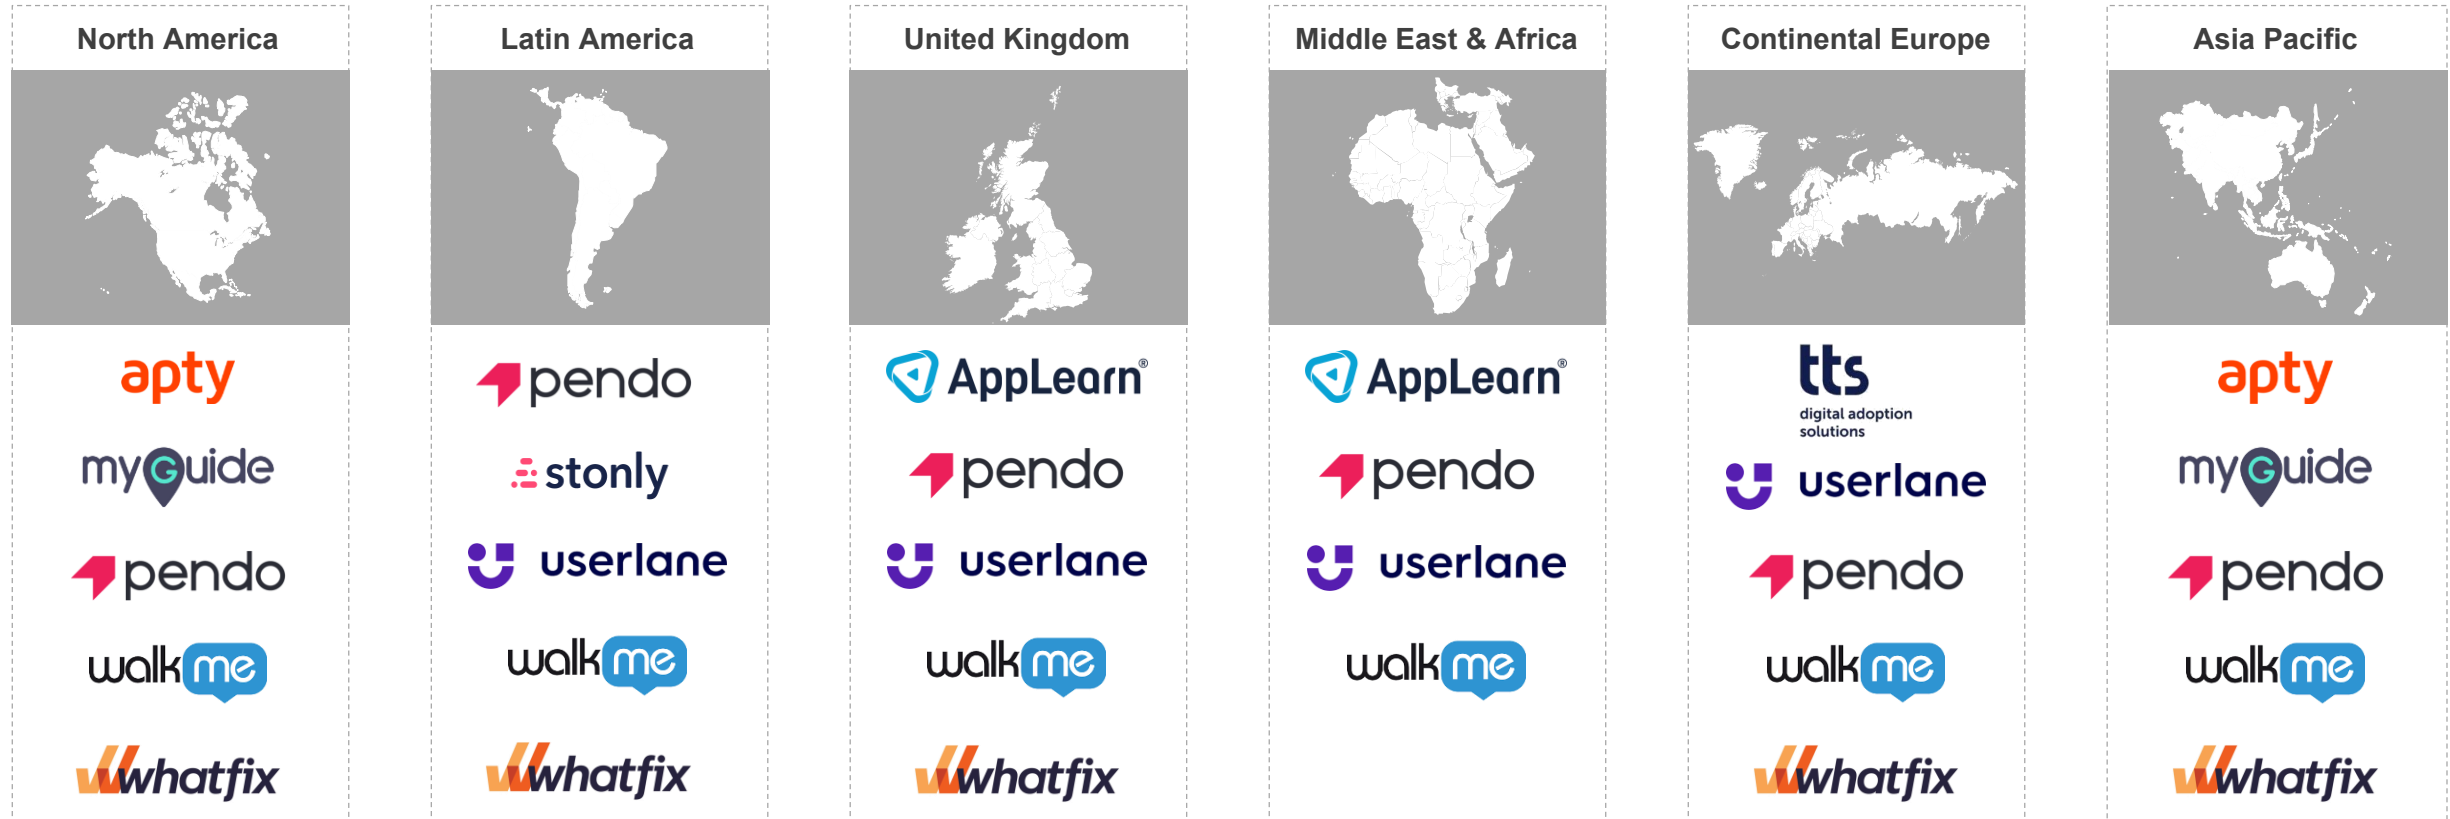 North America
apty
myGuide
pendo
walkme
whatfix
Latin America
pendo
stonly
userlane
walkme
whatfix
United Kingdom
AppLearn®
pendo
userlane
walkme
whatfix
Middle East & Africa
AppLearn®
pendo
userlane
walkme
Continental Europe
tts
digital adoption
solutions
userlane
pendo
walkme
whatfix
Asia Pacific
apty
myGuide
pendo
walkme
whatfix